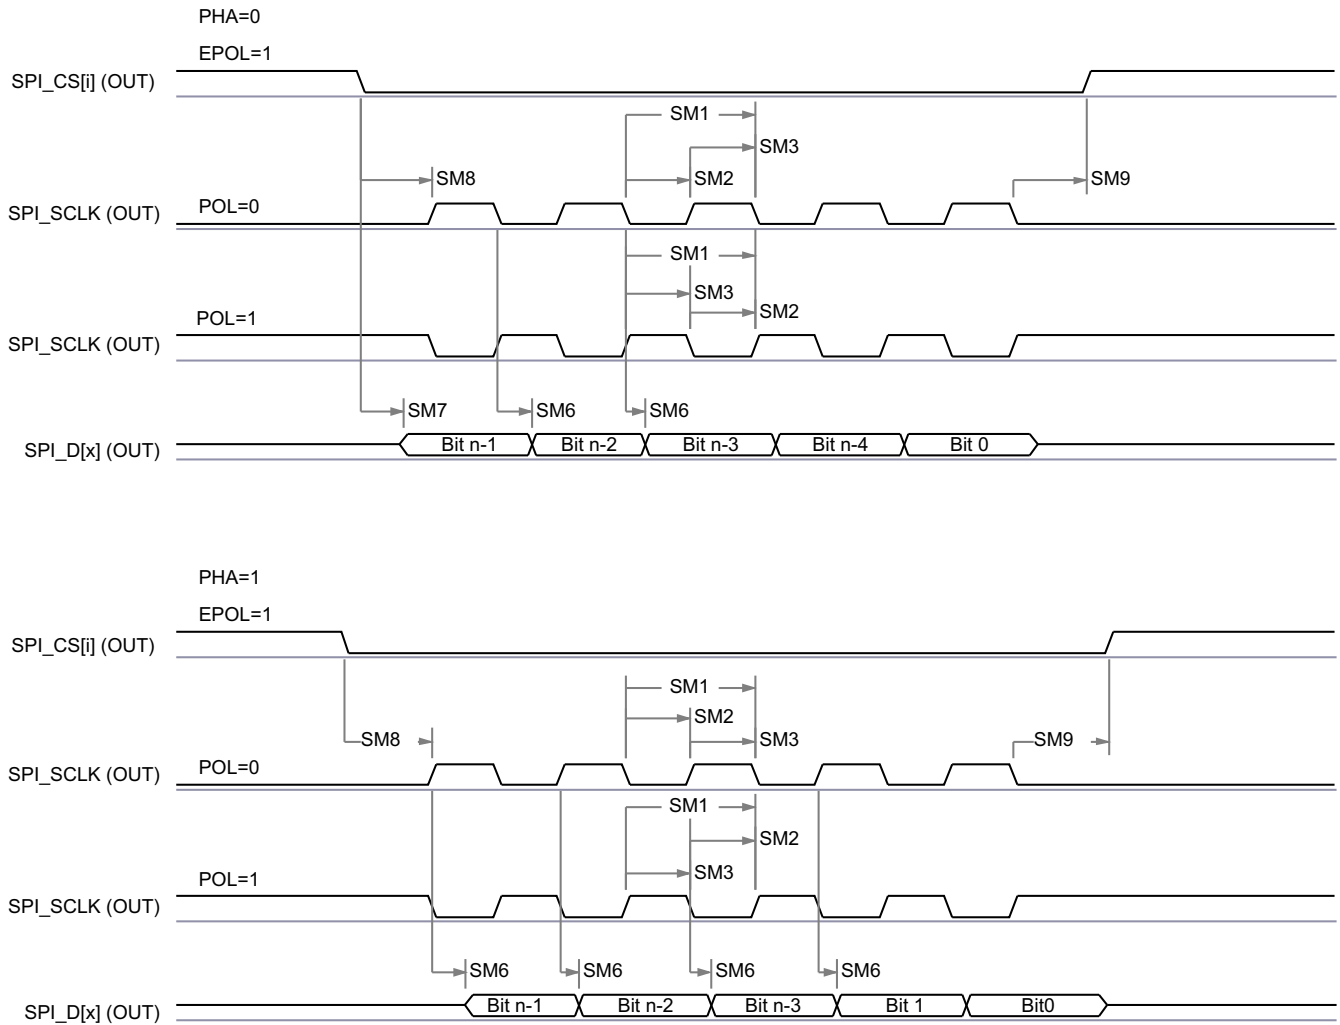 PHA=0
EPOL=1
SPI_CS[i] (OUT)
SM1
SM3
SM8
SM2
SM9
SPI_SCLK (OUT)
POL=0
SM1
SM3
SM2
POL=1
SPI_SCLK (OUT)
SM7
SM6
SM6
SPI_D[x] (OUT)
Bit n-1
Bit n-2
Bit n-3
Bit n-4
Bit 0
PHA=1
EPOL=1
SPI_CS[i] (OUT)
SM1
SM2
SM8
SM3
SM9
SPI_SCLK (OUT)
POL=0
SM1
SM2
SM3
POL=1
SPI_SCLK (OUT)
SM6
SM6
SM6
SM6
SPI_D[x] (OUT)
Bit n-1
Bit n-2
Bit n-3
Bit 1
Bit0